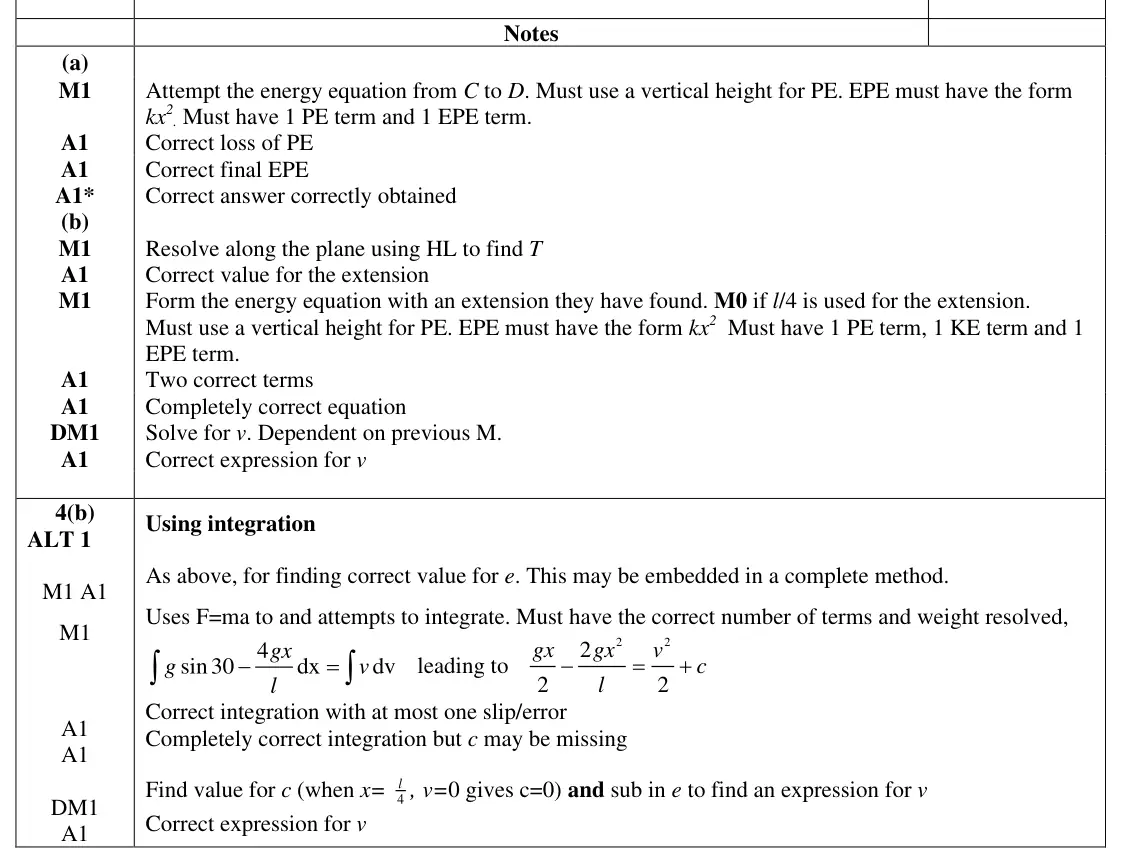 Notes
(a)
M1 Attempt the energy equation from C to D. Must use a vertical height for PE. EPE must have the form
kx². Must have 1 PE term and 1 EPE term.
A1 Correct loss of PE
A1 Correct final EPE
A1* Correct answer correctly obtained
(b)
M1 Resolve along the plane using HL to find T
A1 Correct value for the extension
M1 Form the energy equation with an extension they have found. M0 if l/4 is used for the extension.
Must use a vertical height for PE. EPE must have the form kx² Must have 1 PE term, 1 KE term and 1
EPE term.
A1 Two correct terms
A1 Completely correct equation
DM1 Solve for v. Dependent on previous M.
A1 Correct expression for v
4(b)
ALT 1 Using integration
M1 A1 As above, for finding correct value for e. This may be embedded in a complete method.
M1 Uses F=ma to and attempts to integrate. Must have the correct number of terms and weight resolved,
∫ g sin 30 − 4gx/l dx = ∫ v dv leading to gx/2 − 2gx²/l = v²/2 + c
A1 Correct integration with at most one slip/error
A1 Completely correct integration but c may be missing
DM1 Find value for c (when x= l/4, v=0 gives c=0) and sub in e to find an expression for v
A1 Correct expression for v